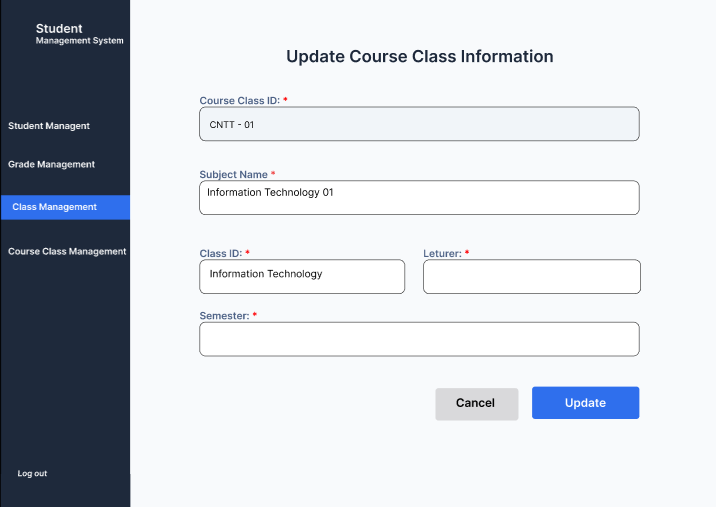 Student
Management System
Student Managent
Grade Management
Class Management
Course Class Management
Log out
Update Course Class Information
Course Class ID: *
CNTT - 01
Subject Name *
Information Technology 01
Class ID: *
Information Technology
Leturer: *
Semester: *
Cancel
Update